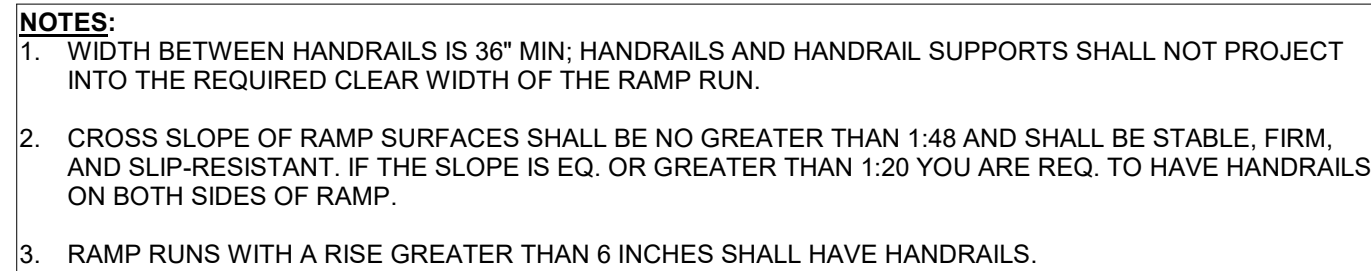 NOTES:
1. WIDTH BETWEEN HANDRAILS IS 36" MIN; HANDRAILS AND HANDRAIL SUPPORTS SHALL NOT PROJECT
INTO THE REQUIRED CLEAR WIDTH OF THE RAMP RUN.
2. CROSS SLOPE OF RAMP SURFACES SHALL BE NO GREATER THAN 1:48 AND SHALL BE STABLE, FIRM,
AND SLIP-RESISTANT. IF THE SLOPE IS EQ. OR GREATER THAN 1:20 YOU ARE REQ. TO HAVE HANDRAILS
ON BOTH SIDES OF RAMP.
3. RAMP RUNS WITH A RISE GREATER THAN 6 INCHES SHALL HAVE HANDRAILS.